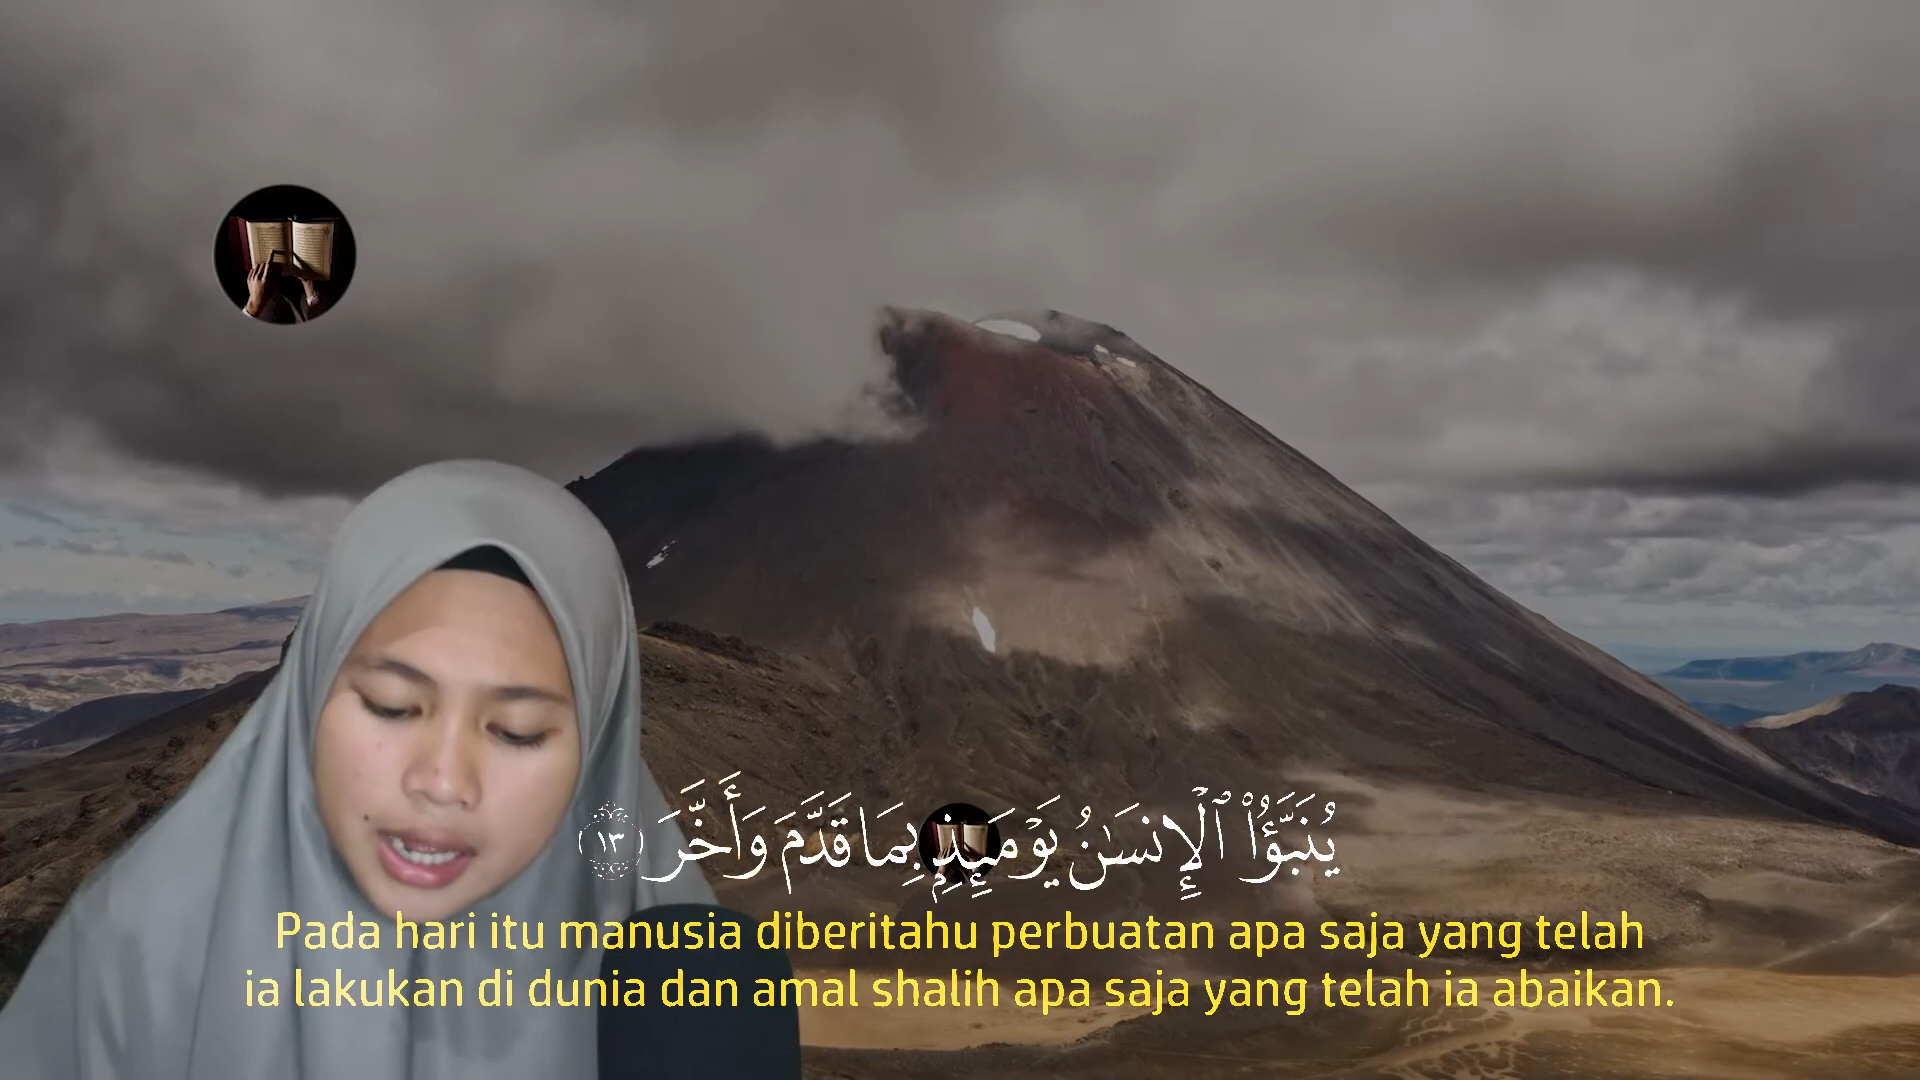 يُنَبَّؤُا۟ ٱلْإِنسَـٰنُ يَوْمَئِذٍۭ بِمَا قَدَّمَ وَأَخَّرَ ﴿١٣﴾
Pada hari itu manusia diberitahu perbuatan apa saja yang telah
ia lakukan di dunia dan amal shalih apa saja yang telah ia abaikan.